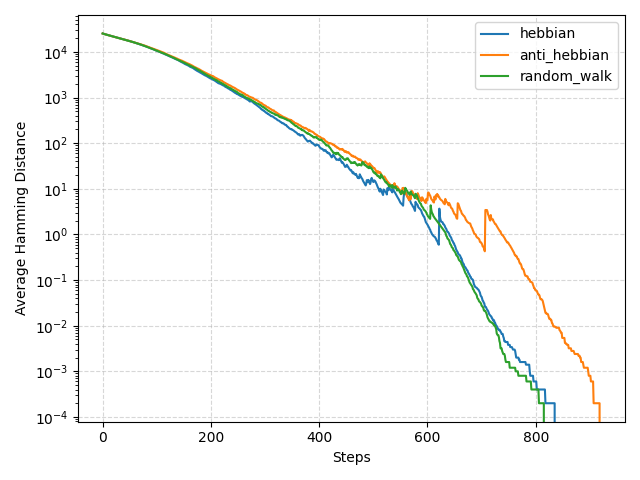 hebbian
anti_hebbian
random_walk
Average Hamming Distance
10⁴
10³
10²
10¹
10⁰
10⁻¹
10⁻²
10⁻³
10⁻⁴
0 200 400 600 800
Steps